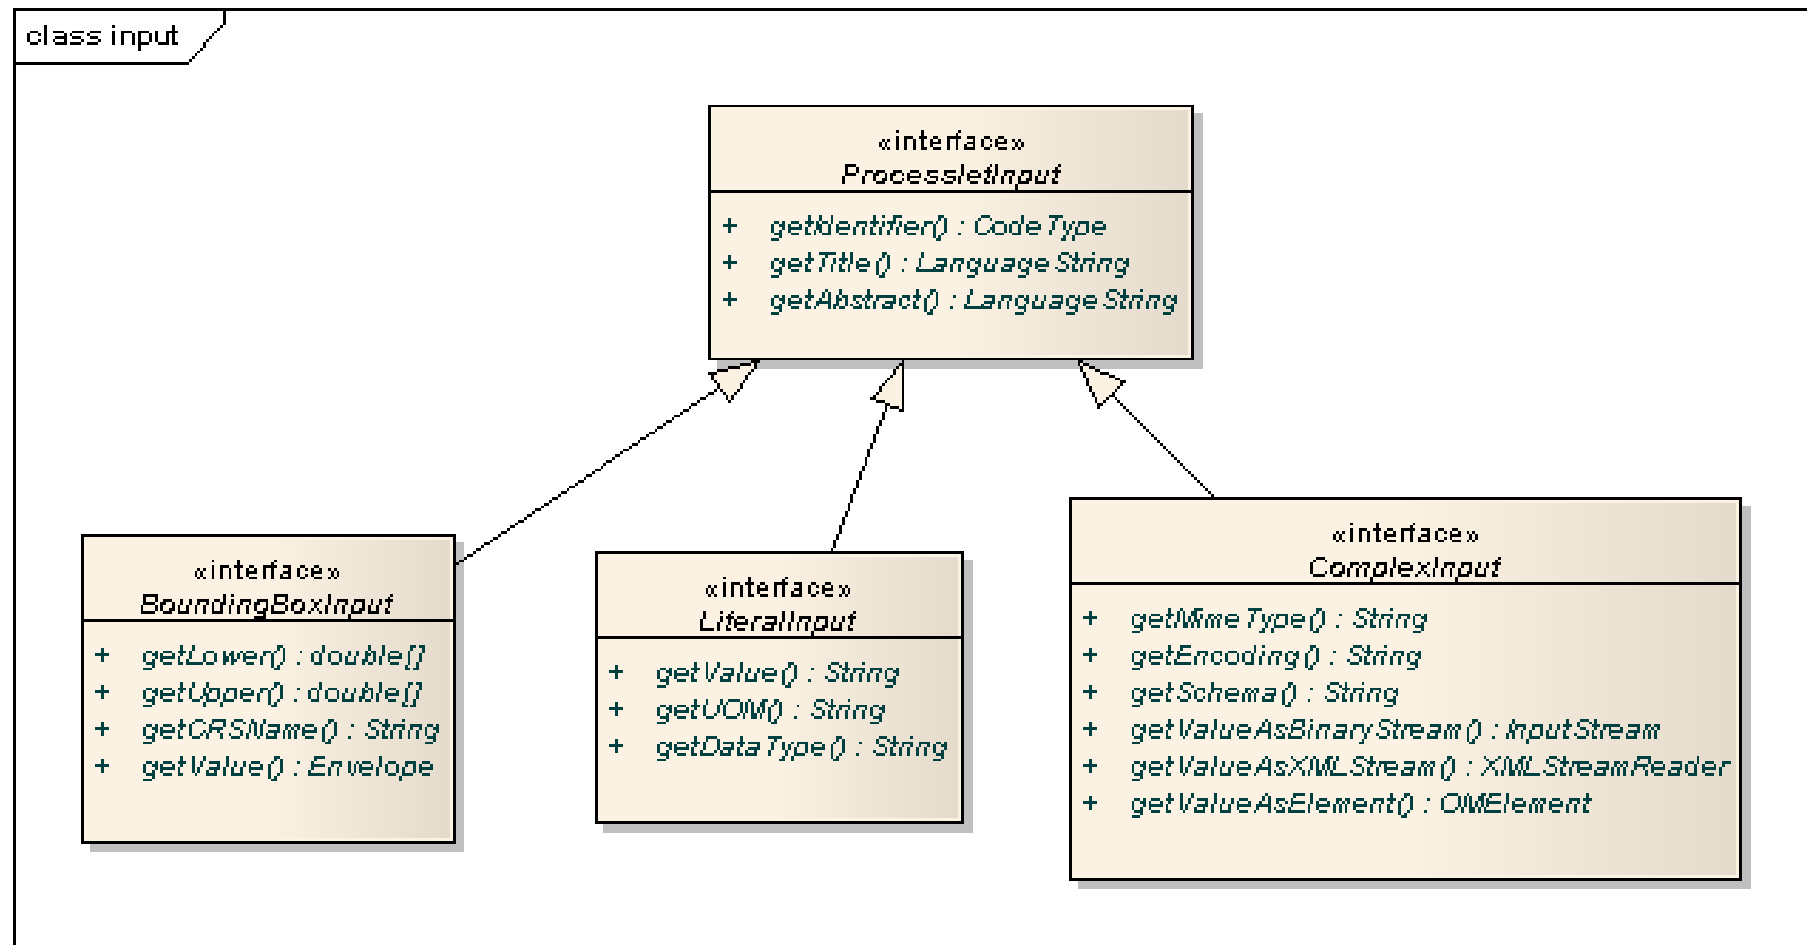 class input
«interface»
ProcessletInput
+ getIdentifier() : CodeType
+ getTitle() : LanguageString
+ getAbstract() : LanguageString
«interface»
BoundingBoxInput
+ getLower() : double[]
+ getUpper() : double[]
+ getCRSName() : String
+ getValue() : Envelope
«interface»
LiteralInput
+ getValue() : String
+ getUOM() : String
+ getDataType() : String
«interface»
ComplexInput
+ getMimeType() : String
+ getEncoding() : String
+ getSchema() : String
+ getValueAsBinaryStream() : InputStream
+ getValueAsXMLStream() : XMLStreamReader
+ getValueAsElement() : OMElement